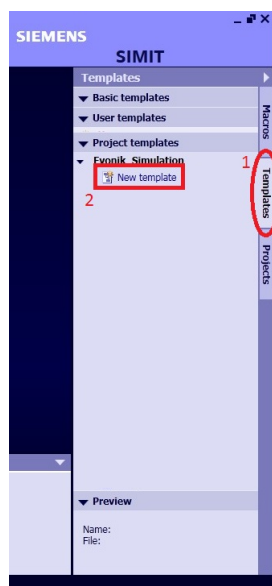 SIEMENS
SIMIT
Templates
Basic templates
User templates
Project templates
Evonik_Simulation
1
New template
2
Macros
Templates
Projects
Preview
Name:
File: